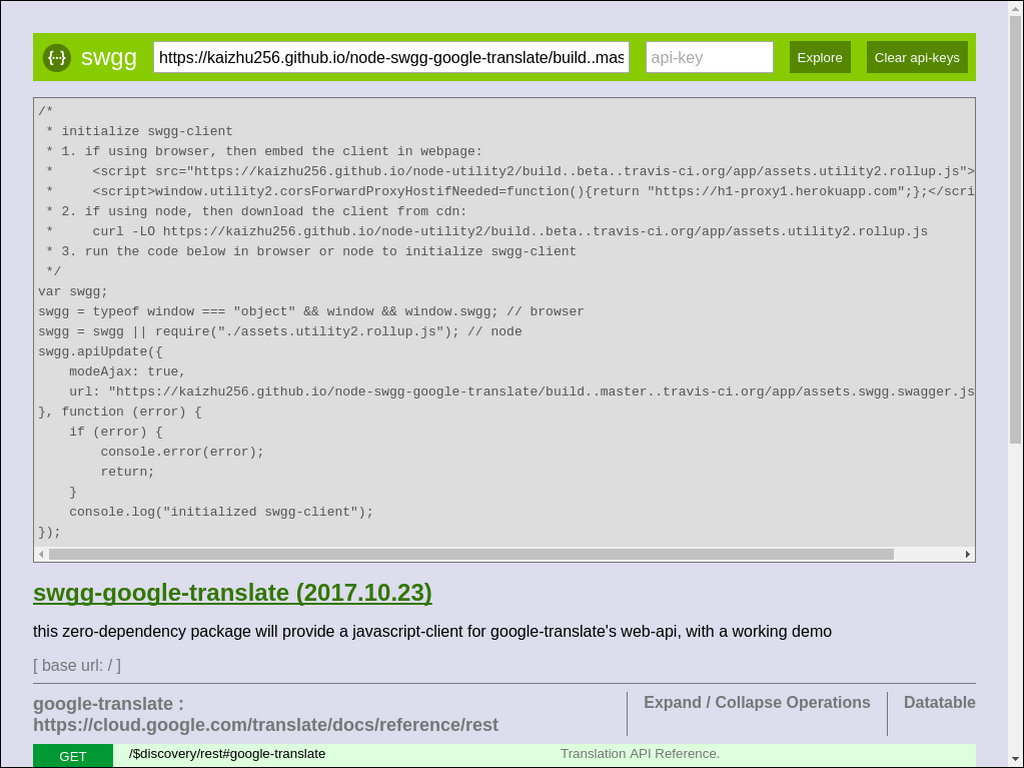 {··} swgg https://kaizhu256.github.io/node-swgg-google-translate/build..mas api-key Explore Clear api-keys
/*
 * initialize swgg-client
 * 1. if using browser, then embed the client in webpage:
 *     <script src="https://kaizhu256.github.io/node-utility2/build..beta..travis-ci.org/app/assets.utility2.rollup.js">
 *     <script>window.utility2.corsForwardProxyHostifNeeded=function(){return "https://h1-proxy1.herokuapp.com";};</scri
 * 2. if using node, then download the client from cdn:
 *     curl -LO https://kaizhu256.github.io/node-utility2/build..beta..travis-ci.org/app/assets.utility2.rollup.js
 * 3. run the code below in browser or node to initialize swgg-client
 */
var swgg;
swgg = typeof window === "object" && window && window.swgg; // browser
swgg = swgg || require("./assets.utility2.rollup.js"); // node
swgg.apiUpdate({
    modeAjax: true,
    url: "https://kaizhu256.github.io/node-swgg-google-translate/build..master..travis-ci.org/app/assets.swgg.swagger.js
}, function (error) {
    if (error) {
        console.error(error);
        return;
    }
    console.log("initialized swgg-client");
});
swgg-google-translate (2017.10.23)
this zero-dependency package will provide a javascript-client for google-translate's web-api, with a working demo
[ base url: / ]
google-translate :
https://cloud.google.com/translate/docs/reference/rest
Expand / Collapse Operations
Datatable
GET /$discovery/rest#google-translate Translation API Reference.